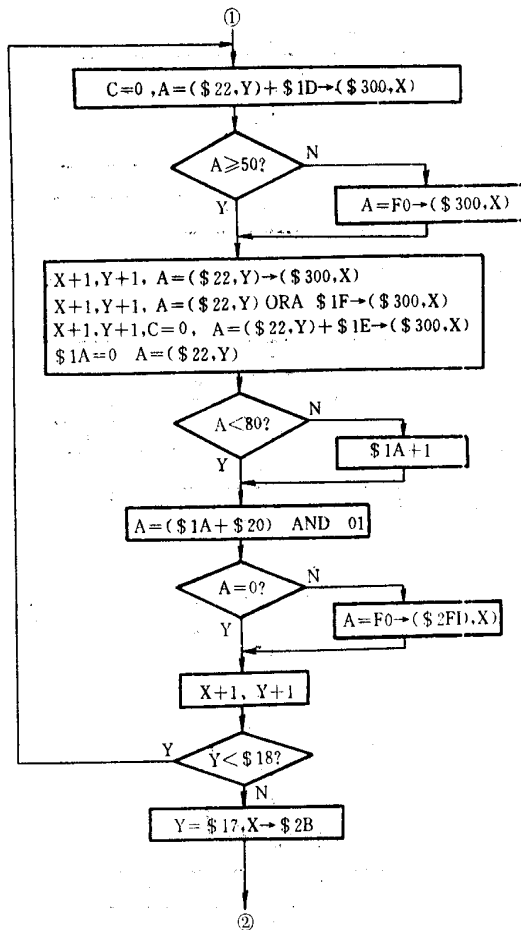 ①
C=0,A=($22,Y)+$1D→($300,X)
A≥50?
N
Y
A=F0→($300,X)
X+1,Y+1, A=($22,Y)→($300,X)
X+1,Y+1, A=($22,Y) ORA $1F→($300,X)
X+1,Y+1,C=0, A=($22,Y)+$1E→($300,X)
$1A=0 A=($22,Y)
A<80?
N
Y
$1A+1
A=($1A+$20) AND 01
A=0?
N
Y
A=F0→($2FD,X)
X+1, Y+1
Y
Y<$18?
N
Y=$17,X→$2B
②